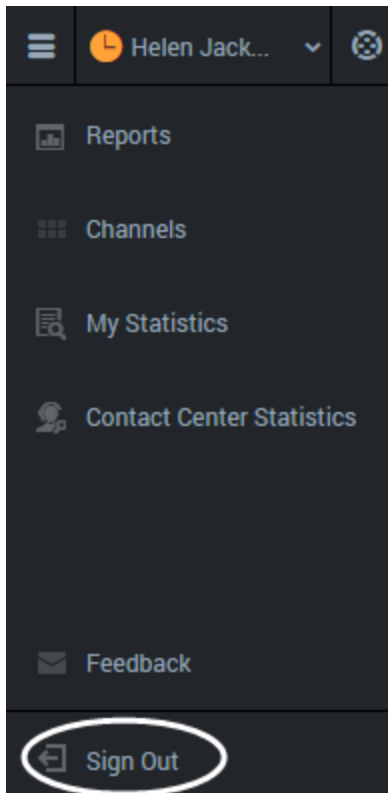 Helen Jack...
Reports
Channels
My Statistics
Contact Center Statistics
Feedback
Sign Out